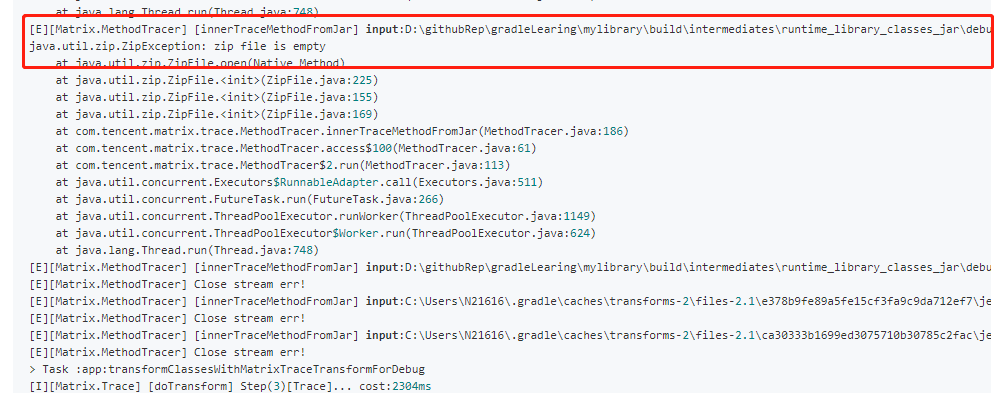 at java.lang.Thread.run(Thread.java:748)
[E][Matrix.MethodTracer] [innerTraceMethodFromJar] input:D:\githubRep\gradleLearing\mylibrary\build\intermediates\runtime_library_classes_jar\debu
java.util.zip.ZipException: zip file is empty
at java.util.zip.ZipFile.open(Native Method)
at java.util.zip.ZipFile.<init>(ZipFile.java:225)
at java.util.zip.ZipFile.<init>(ZipFile.java:155)
at java.util.zip.ZipFile.<init>(ZipFile.java:169)
at com.tencent.matrix.trace.MethodTracer.innerTraceMethodFromJar(MethodTracer.java:186)
at com.tencent.matrix.trace.MethodTracer.access$100(MethodTracer.java:61)
at com.tencent.matrix.trace.MethodTracer$2.run(MethodTracer.java:113)
at java.util.concurrent.Executors$RunnableAdapter.call(Executors.java:511)
at java.util.concurrent.FutureTask.run(FutureTask.java:266)
at java.util.concurrent.ThreadPoolExecutor.runWorker(ThreadPoolExecutor.java:1149)
at java.util.concurrent.ThreadPoolExecutor$Worker.run(ThreadPoolExecutor.java:624)
at java.lang.Thread.run(Thread.java:748)
[E][Matrix.MethodTracer] [innerTraceMethodFromJar] input:D:\githubRep\gradleLearing\mylibrary\build\intermediates\runtime_library_classes_jar\debu
[E][Matrix.MethodTracer] Close stream err!
[E][Matrix.MethodTracer] [innerTraceMethodFromJar] input:C:\Users\N21616\.gradle\caches\transforms-2\files-2.1\e378b9fe89a5fe15cf3fa9c9da712ef7\je
[E][Matrix.MethodTracer] Close stream err!
[E][Matrix.MethodTracer] [innerTraceMethodFromJar] input:C:\Users\N21616\.gradle\caches\transforms-2\files-2.1\ca30333b1699ed3075710b30785c2fac\je
[E][Matrix.MethodTracer] Close stream err!
> Task :app:transformClassesWithMatrixTraceTransformForDebug
[I][Matrix.Trace] [doTransform] Step(3)[Trace]... cost:2304ms